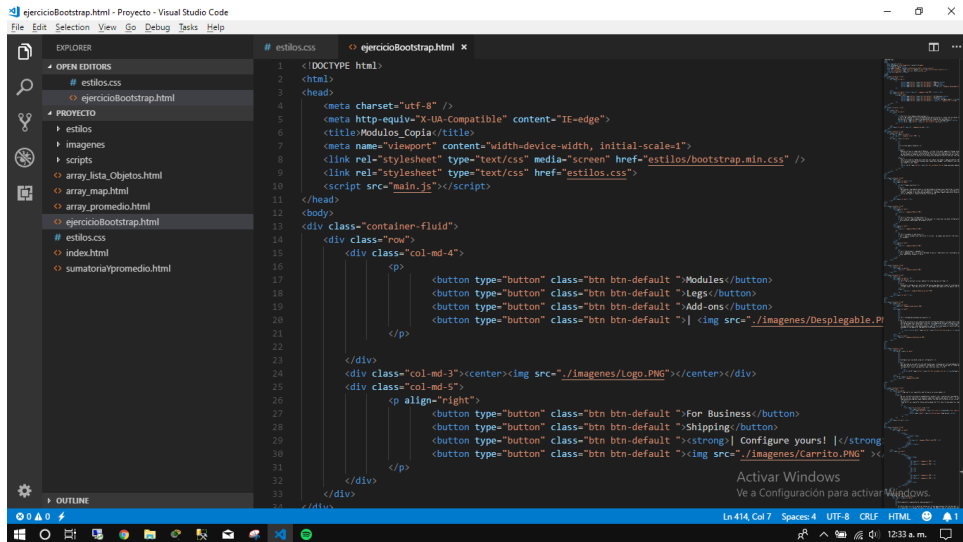 ejercicioBootstrap.html - Proyecto - Visual Studio Code
File Edit Selection View Go Debug Tasks Help
EXPLORER
OPEN EDITORS
# estilos.css
<> ejercicioBootstrap.html
PROYECTO
estilos
imagenes
scripts
<> array_lista_Objetos.html
<> array_map.html
<> array_promedio.html
<> ejercicioBootstrap.html
# estilos.css
<> index.html
<> sumatoriaYpromedio.html
OUTLINE
# estilos.css
<> ejercicioBootstrap.html ×
1 <!DOCTYPE html>
2 <html>
3 <head>
4 <meta charset="utf-8" />
5 <meta http-equiv="X-UA-Compatible" content="IE=edge">
6 <title>Modulos_Copia</title>
7 <meta name="viewport" content="width=device-width, initial-scale=1">
8 <link rel="stylesheet" type="text/css" media="screen" href="estilos/bootstrap.min.css" />
9 <link rel="stylesheet" type="text/css" href="estilos.css">
10 <script src="main.js"></script>
11 </head>
12 <body>
13 <div class="container-fluid">
14 <div class="row">
15 <div class="col-md-4">
16 <p>
17 <button type="button" class="btn btn-default ">Modules</button>
18 <button type="button" class="btn btn-default ">Legs</button>
19 <button type="button" class="btn btn-default ">Add-ons</button>
20 <button type="button" class="btn btn-default ">| <img src="./imagenes/Desplegable.P
21 </p>
22
23 </div>
24 <div class="col-md-3"><center><img src="./imagenes/Logo.PNG"></center></div>
25 <div class="col-md-5">
26 <p align="right">
27 <button type="button" class="btn btn-default ">For Business</button>
28 <button type="button" class="btn btn-default ">Shipping</button>
29 <button type="button" class="btn btn-default "><strong>| Configure yours! |</strong
30 <button type="button" class="btn btn-default "><img src="./imagenes/Carrito.PNG" ></
31 </p>
32 </div>
33 </div>
34 </div>
Activar Windows
Ve a Configuración para activar Windows.
0 0
Ln 414, Col 7 Spaces: 4 UTF-8 CRLF HTML 1
12:33 a. m.